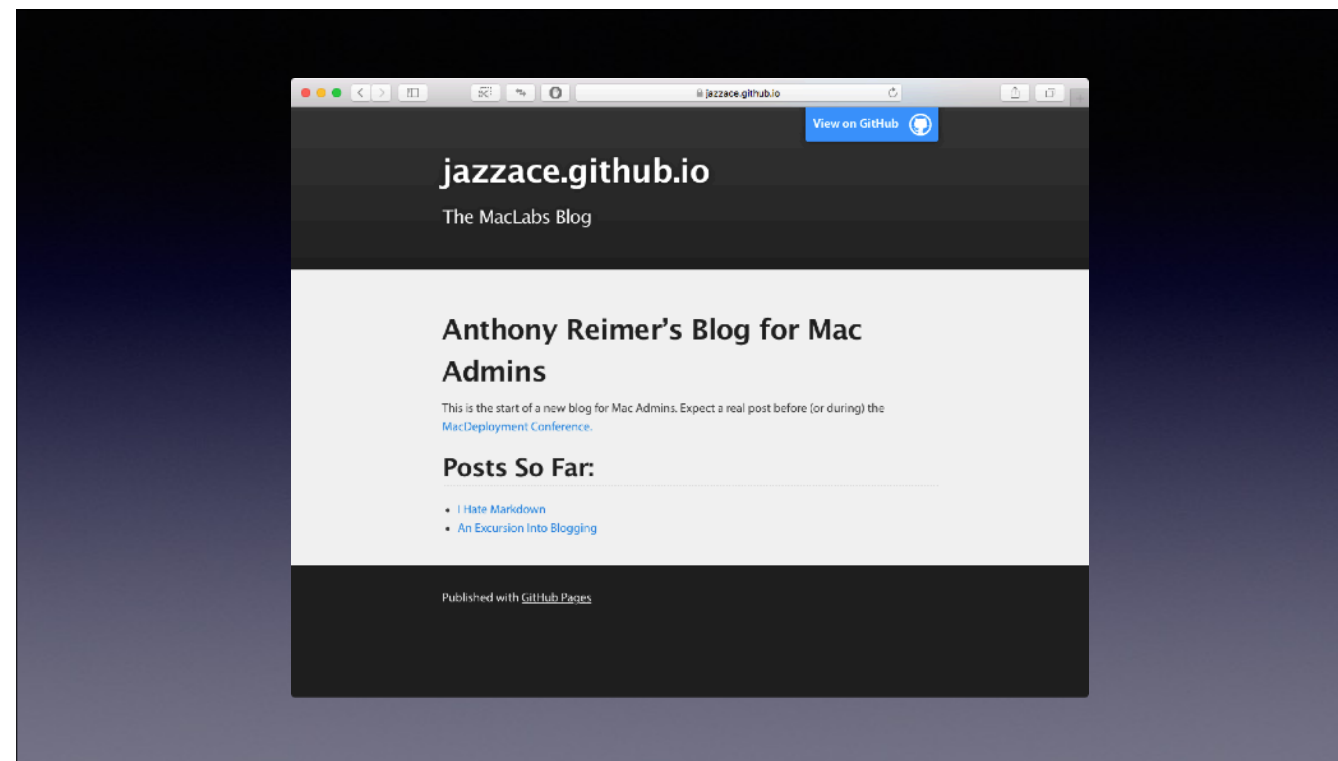 jazzace.github.io
View on GitHub
jazzace.github.io
The MacLabs Blog
Anthony Reimer’s Blog for Mac
Admins
This is the start of a new blog for Mac Admins. Expect a real post before (or during) the
MacDeployment Conference.
Posts So Far:
I Hate Markdown
An Excursion Into Blogging
Published with GitHub Pages